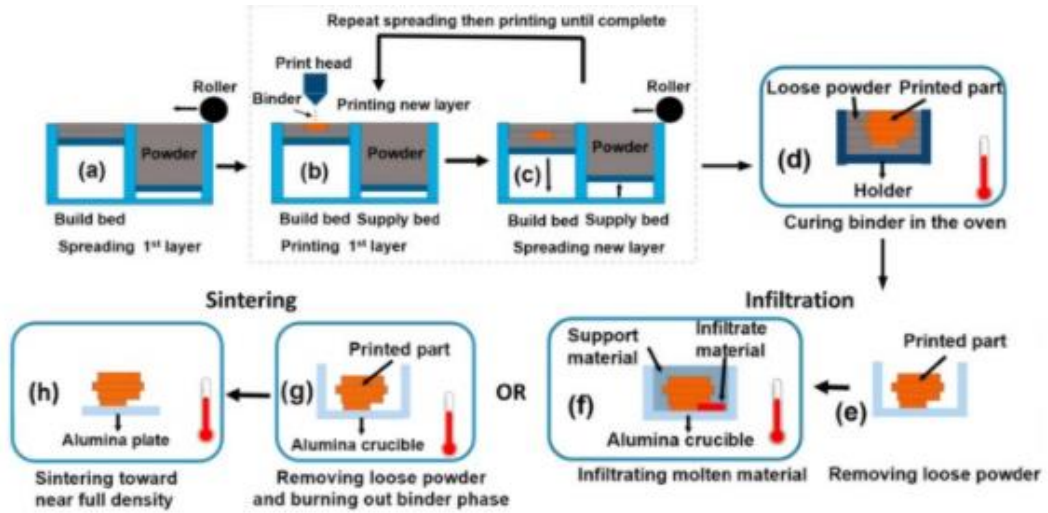 Repeat spreading then printing until complete
Roller
Powder
(a)
Build bed
Spreading 1st layer
Print head
Binder
Printing new layer
Powder
(b)
Build bed Supply bed
Printing 1st layer
Roller
Powder
(c)
Build bed Supply bed
Spreading new layer
Loose powder Printed part
(d)
Holder
Curing binder in the oven
Sintering
(h)
Alumina plate
Sintering toward
near full density
Printed part
(g)
Alumina crucible
Removing loose powder
and burning out binder phase
OR
Infiltration
Support
material
Infiltrate
material
(f)
Alumina crucible
Infiltrating molten material
Printed part
(e)
Removing loose powder